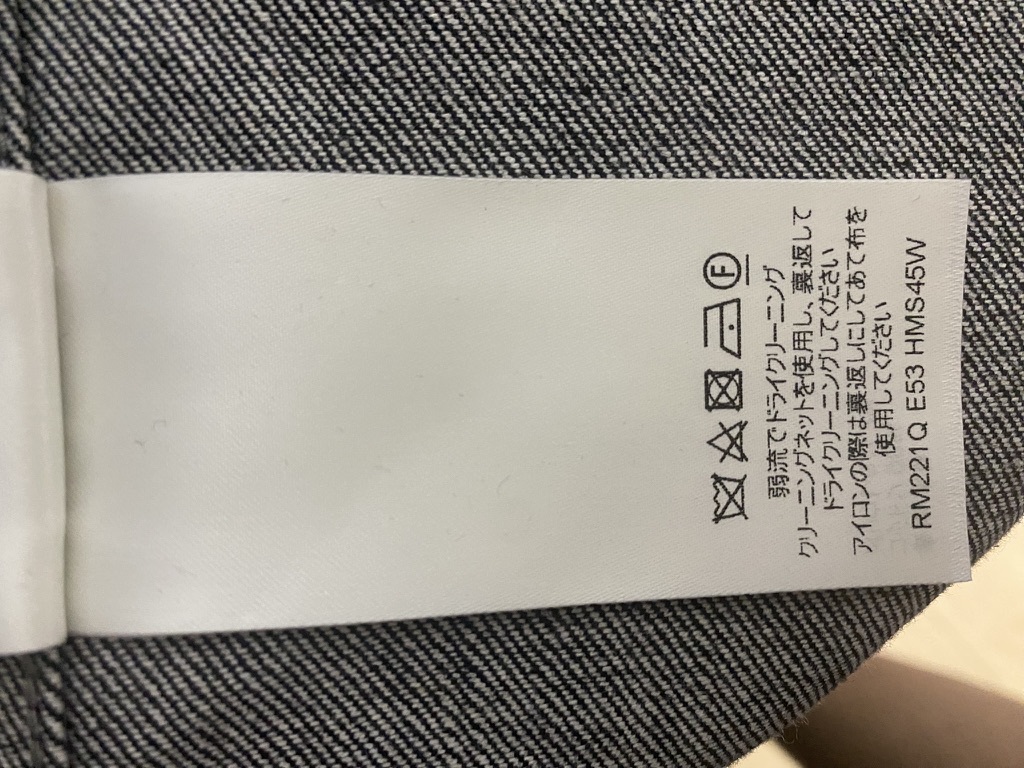 弱流でドライクリーニング
クリーニングネットを使用し、裏返して
ドライクリーニングしてください
アイロンの際は裏返しにしてあて布を
使用してください
RM221Q E53 HMS45W